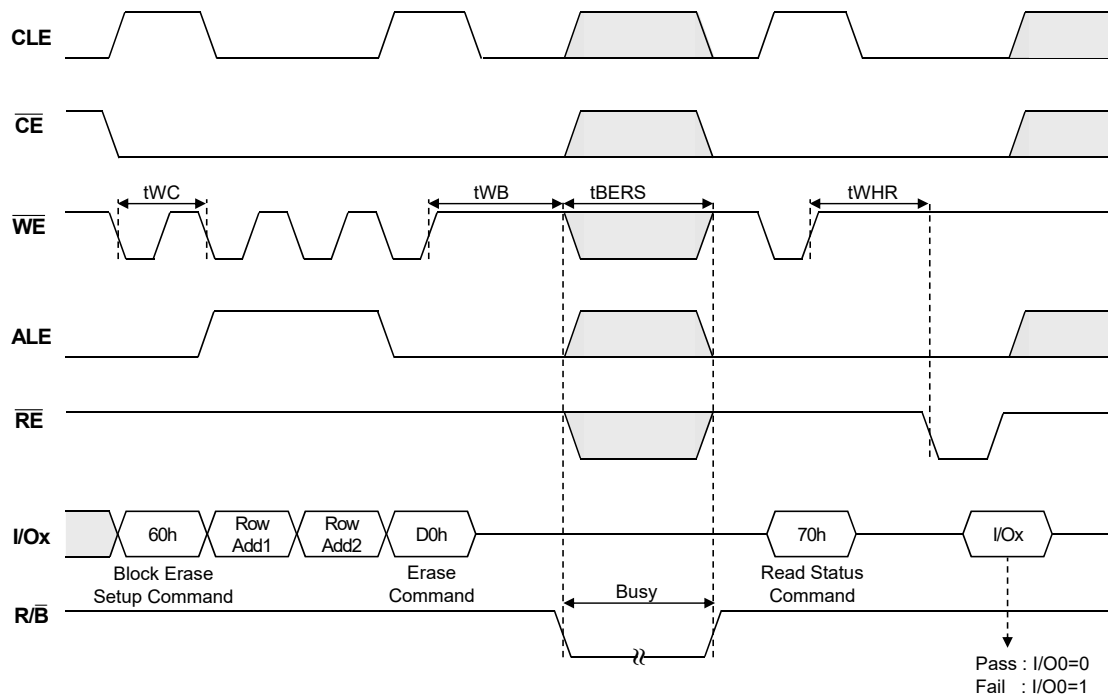 CLE
CE
tWC
tWB
tBERS
tWHR
WE
ALE
RE
I/Ox
60h
Row
Add1
Row
Add2
D0h
70h
I/Ox
Block Erase
Setup Command
Erase
Command
Read Status
Command
Busy
R/B
Pass : I/O0=0
Fail : I/O0=1